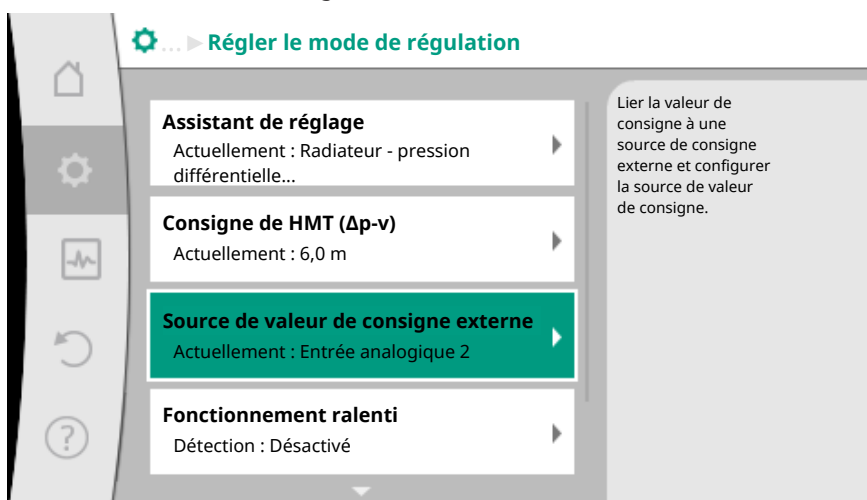 ... Régler le mode de régulation
Assistant de réglage
Actuellement : Radiateur - pression
différentielle...
Consigne de HMT (Δp-v)
Actuellement : 6,0 m
Source de valeur de consigne externe
Actuellement : Entrée analogique 2
Fonctionnement ralenti
Détection : Désactivé
Lier la valeur de
consigne à une
source de consigne
externe et configurer
la source de valeur
de consigne.
?